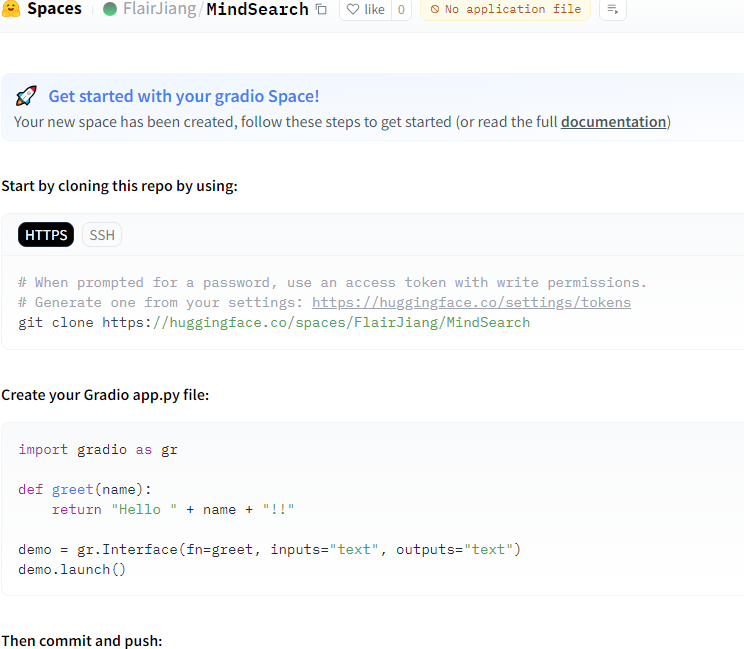 Spaces FlairJiang/MindSearch like 0 No application file
Get started with your gradio Space!
Your new space has been created, follow these steps to get started (or read the full documentation)
Start by cloning this repo by using:
HTTPS SSH
# When prompted for a password, use an access token with write permissions.
# Generate one from your settings: https://huggingface.co/settings/tokens
git clone https://huggingface.co/spaces/FlairJiang/MindSearch
Create your Gradio app.py file:
import gradio as gr
def greet(name):
    return "Hello " + name + "!!"
demo = gr.Interface(fn=greet, inputs="text", outputs="text")
demo.launch()
Then commit and push: